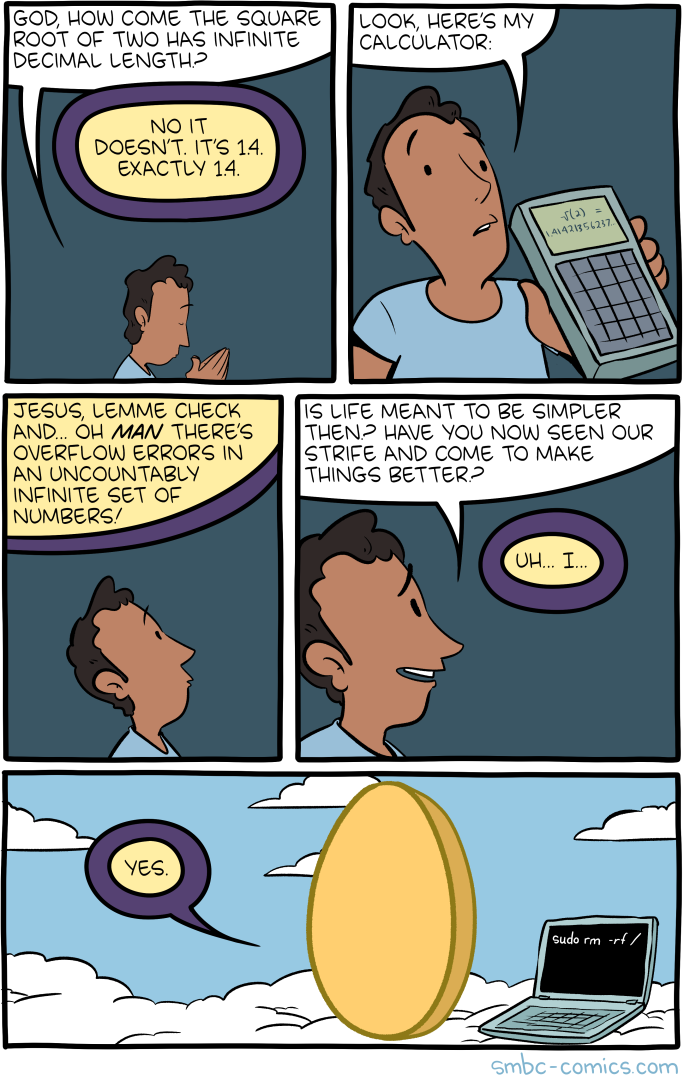 GOD, HOW COME THE SQUARE
ROOT OF TWO HAS INFINITE
DECIMAL LENGTH?
NO IT
DOESN'T. IT'S 1.4.
EXACTLY 1.4.
LOOK, HERE'S MY
CALCULATOR:
√(2) =
1.41421356237...
JESUS, LEMME CHECK
AND... OH MAN THERE'S
OVERFLOW ERRORS IN
AN UNCOUNTABLY
INFINITE SET OF
NUMBERS!
IS LIFE MEANT TO BE SIMPLER
THEN? HAVE YOU NOW SEEN OUR
STRIFE AND COME TO MAKE
THINGS BETTER?
UH... I...
YES.
sudo rm -rf /
smbc-comics.com